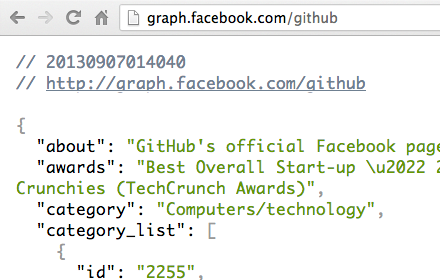 graph.facebook.com/github
// 20130907014040
// http://graph.facebook.com/github
{
"about": "GitHub's official Facebook page
"awards": "Best Overall Start-up \u2022 2
Crunchies (TechCrunch Awards)",
"category": "Computers/technology",
"category_list": [
{
"id": "2255",